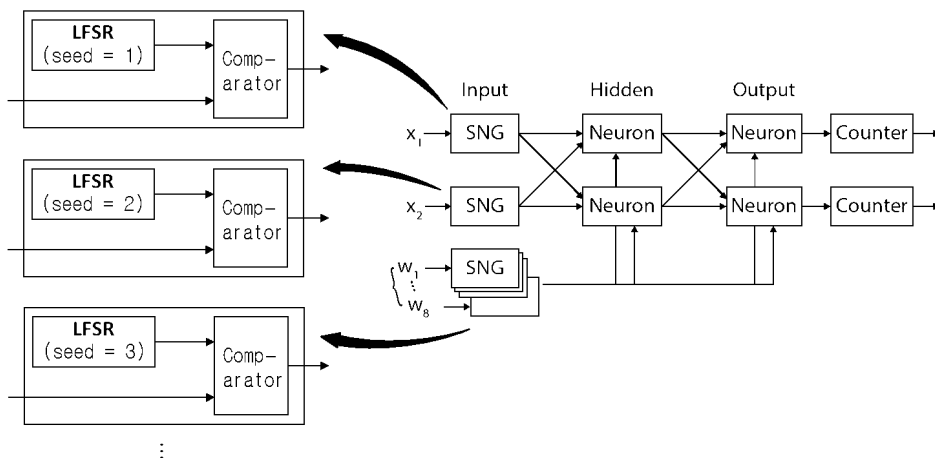 LFSR
(seed = 1)
Comp-
arator
LFSR
(seed = 2)
Comp-
arator
LFSR
(seed = 3)
Comp-
arator
⋮
Input
Hidden
Output
x1
SNG
Neuron
Neuron
Counter
x2
SNG
Neuron
Neuron
Counter
w1
⋮
w8
SNG